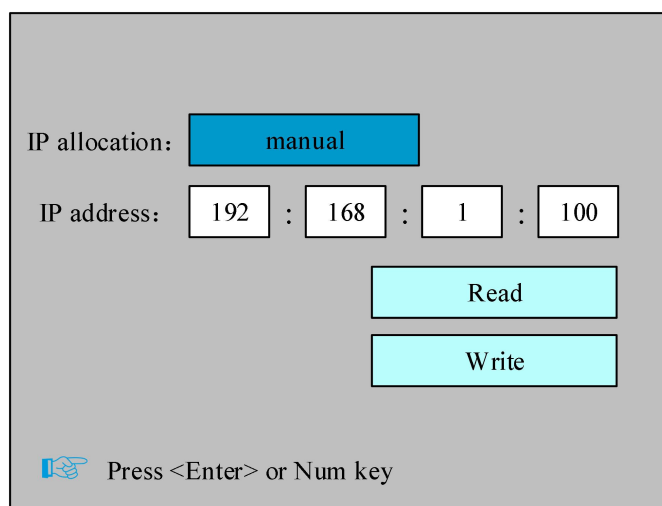 IP allocation： manual
IP address： 192 : 168 : 1 : 100
Read
Write
Press <Enter> or Num key